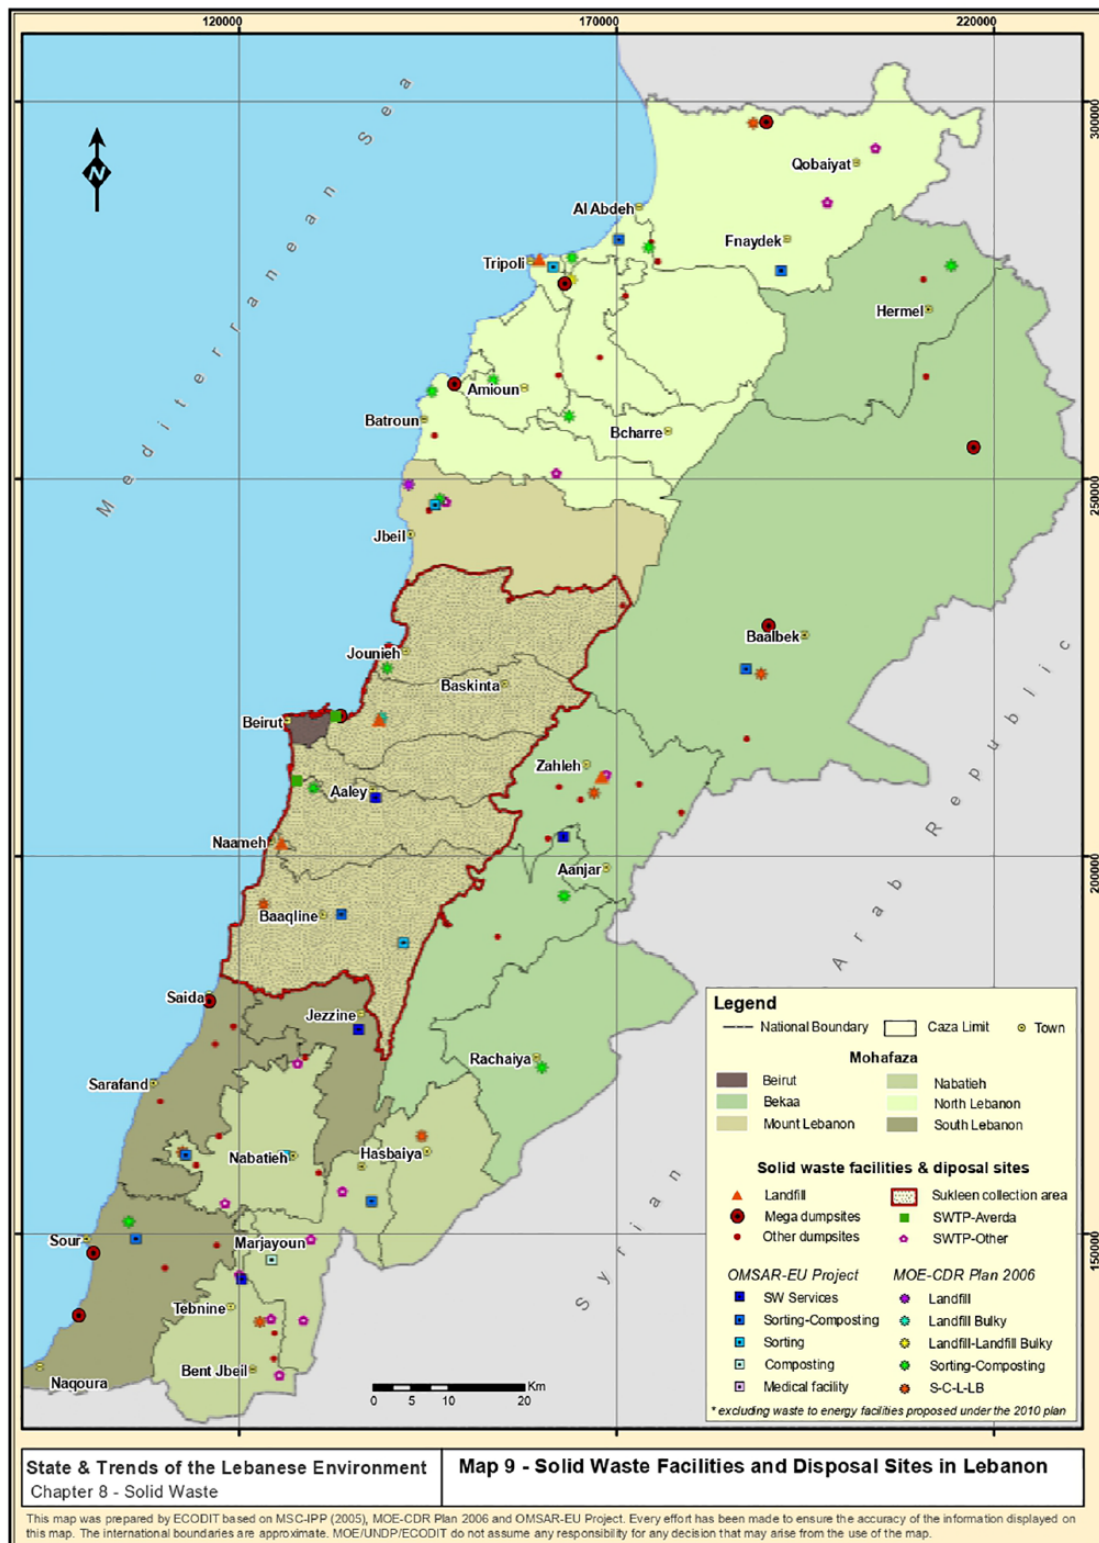 120000 170000 220000
300000
250000
200000
150000
Mediterranean Sea
N
Qobaiyat
Al Abdeh
Fnaydek
Tripoli
Hermel
Amioun
Batroun
Bcharre
Jbeil
Baalbek
Jounieh
Baskinta
Beirut
Zahleh
Aaley
Naameh
Aanjar
Baaqline
Syrian Arab Republic
Saida
Jezzine
Rachaiya
Sarafand
Hasbaiya
Nabatieh
Sour
Marjayoun
Tebnine
Bent Jbeil
Naqoura
Km
0 5 10 20
Legend
National Boundary Caza Limit Town
Mohafaza
Beirut Nabatieh
Bekaa North Lebanon
Mount Lebanon South Lebanon
Solid waste facilities & diposal sites
Landfill Sukleen collection area
Mega dumpsites SWTP-Averda
Other dumpsites SWTP-Other
OMSAR-EU Project MOE-CDR Plan 2006
SW Services Landfill
Sorting-Composting Landfill Bulky
Sorting Landfill-Landfill Bulky
Composting Sorting-Composting
Medical facility S-C-L-LB
* excluding waste to energy facilities proposed under the 2010 plan
State & Trends of the Lebanese Environment
Chapter 8 - Solid Waste
Map 9 - Solid Waste Facilities and Disposal Sites in Lebanon
This map was prepared by ECODIT based on MSC-IPP (2005), MOE-CDR Plan 2006 and OMSAR-EU Project. Every effort has been made to ensure the accuracy of the information displayed on
this map. The international boundaries are approximate. MOE/UNDP/ECODIT do not assume any responsibility for any decision that may arise from the use of the map.